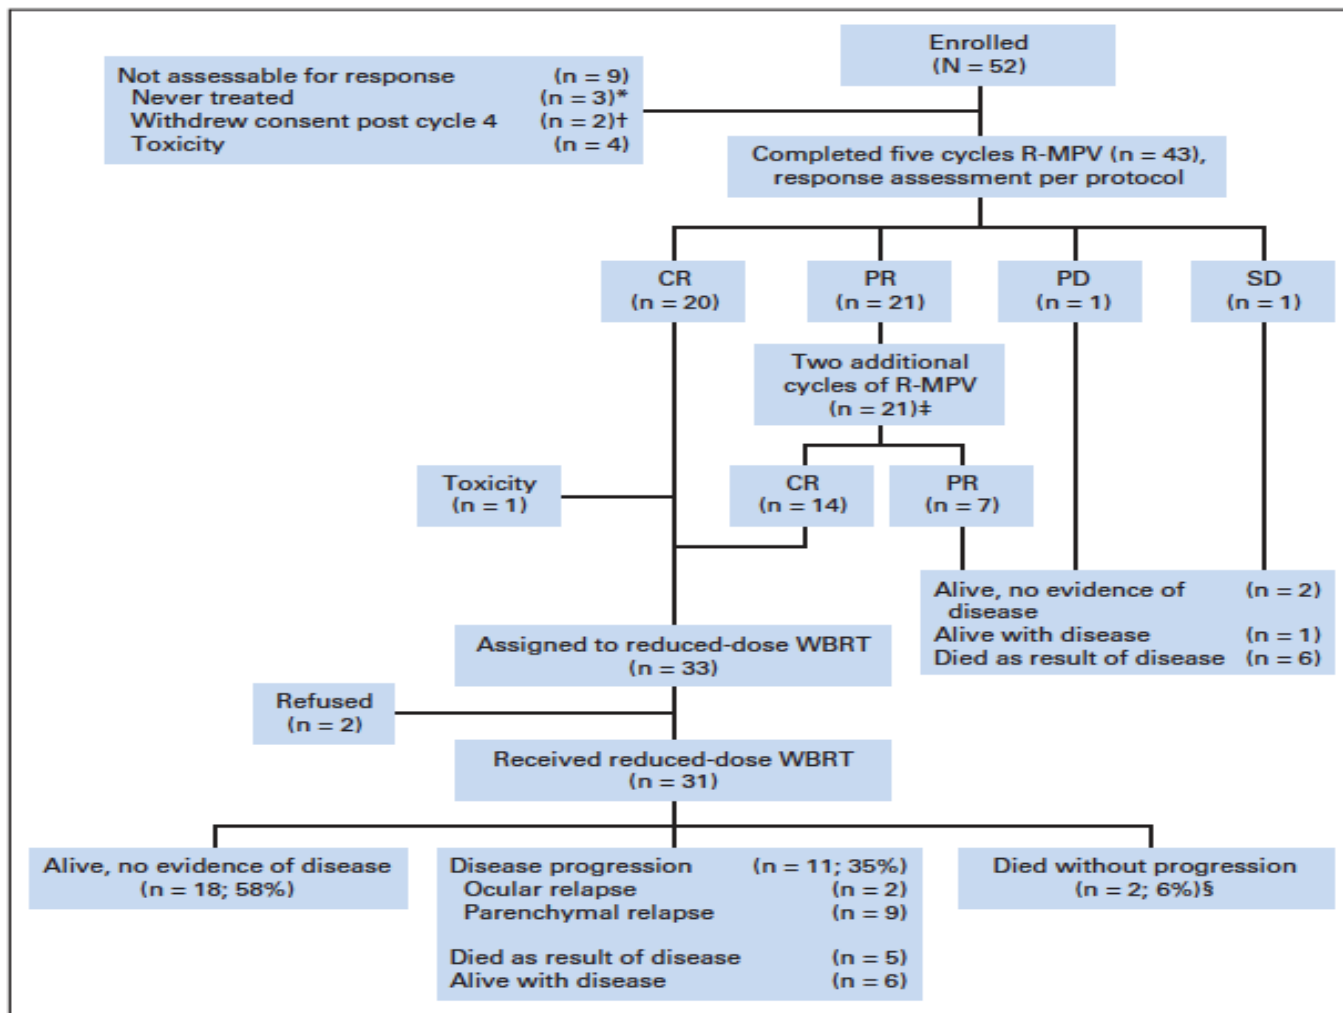 Enrolled
(N = 52)
Not assessable for response (n = 9)
Never treated (n = 3)*
Withdrew consent post cycle 4 (n = 2)†
Toxicity (n = 4)
Completed five cycles R-MPV (n = 43),
response assessment per protocol
CR
(n = 20)
PR
(n = 21)
PD
(n = 1)
SD
(n = 1)
Two additional
cycles of R-MPV
(n = 21)‡
Toxicity
(n = 1)
CR
(n = 14)
PR
(n = 7)
Alive, no evidence of (n = 2)
disease
Alive with disease (n = 1)
Died as result of disease (n = 6)
Assigned to reduced-dose WBRT
(n = 33)
Refused
(n = 2)
Received reduced-dose WBRT
(n = 31)
Alive, no evidence of disease
(n = 18; 58%)
Disease progression (n = 11; 35%)
Ocular relapse (n = 2)
Parenchymal relapse (n = 9)
Died as result of disease (n = 5)
Alive with disease (n = 6)
Died without progression
(n = 2; 6%)§